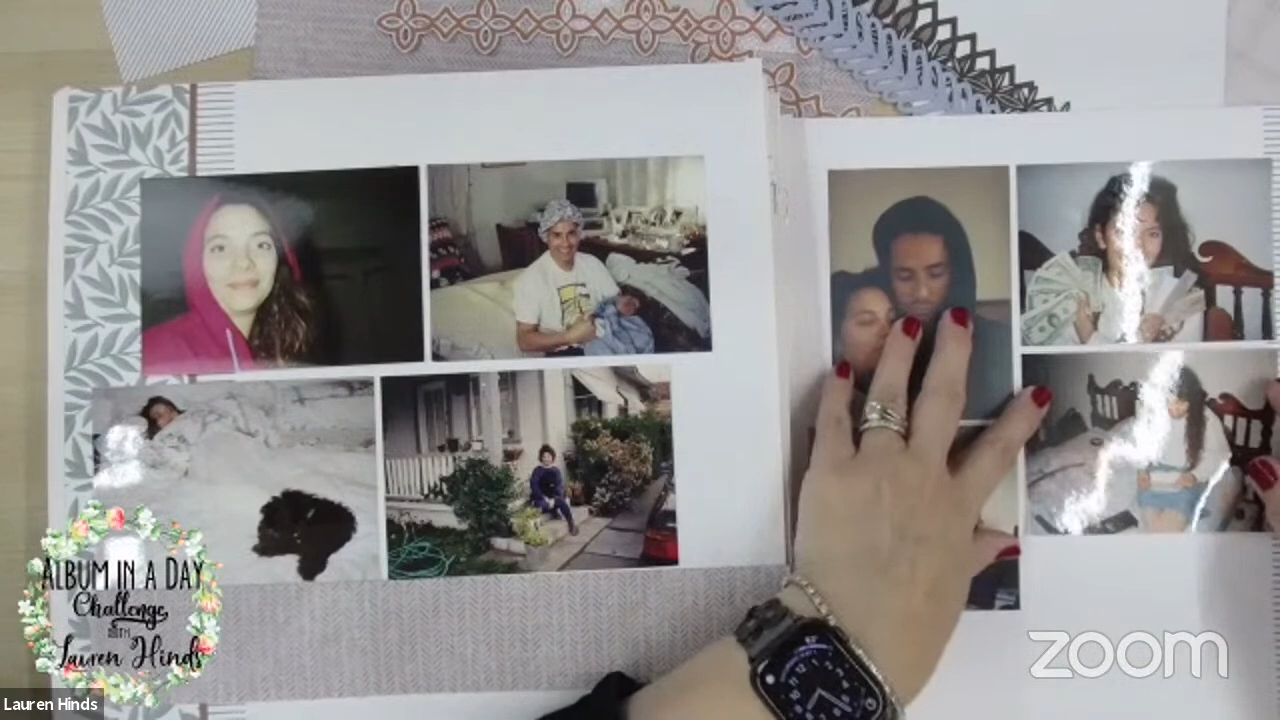 ALBUM IN A DAY
Challenge
WITH
Lauren Hinds
Lauren Hinds
zoom